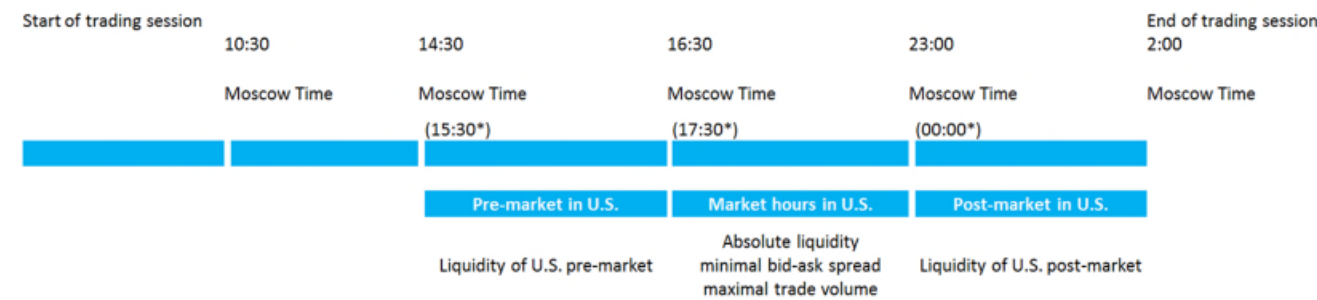 Start of trading session
End of trading session
10:30
14:30
16:30
23:00
2:00
Moscow Time
Moscow Time
Moscow Time
Moscow Time
Moscow Time
(15:30*)
(17:30*)
(00:00*)
Pre-market in U.S.
Market hours in U.S.
Post-market in U.S.
Liquidity of U.S. pre-market
Absolute liquidity
minimal bid-ask spread
maximal trade volume
Liquidity of U.S. post-market